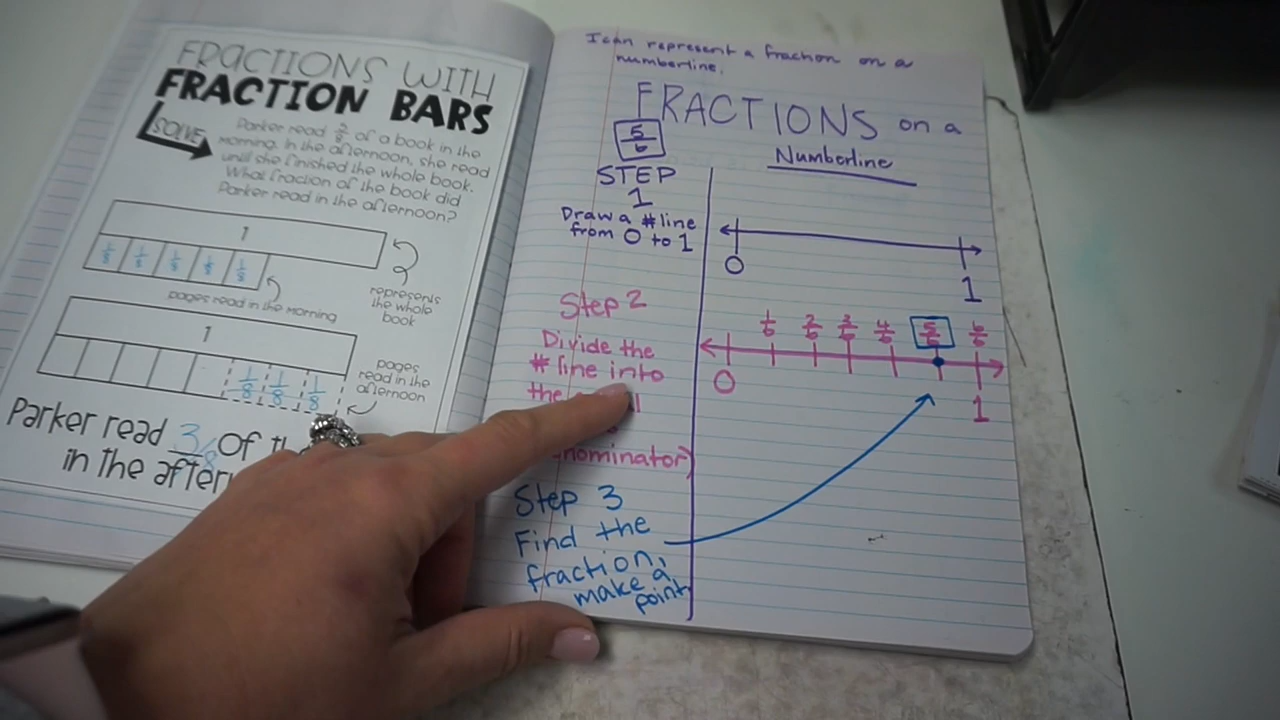 FRACTIONS WITH
FRACTION BARS
SOLVE
Parker read 5/8 of a book in the
morning. In the afternoon, she read
until she finished the whole book.
What fraction of the book did
Parker read in the afternoon?
1
1/8 1/8 1/8 1/8 1/8
pages read in the morning
represents
the whole
book
1
1/8 1/8 1/8
pages
read in the
afternoon
Parker read 3/8 of
in the
I can represent a fraction on a
numberline.
FRACTIONS on a
Numberline
5/6
STEP
1
Draw a # line
from 0 to 1
0
1
Step 2
Divide the
# line into
the
Step 3
Find the
fraction,
make a
point
1/6 2/6 3/6 4/6 5/6 6/6
0
1